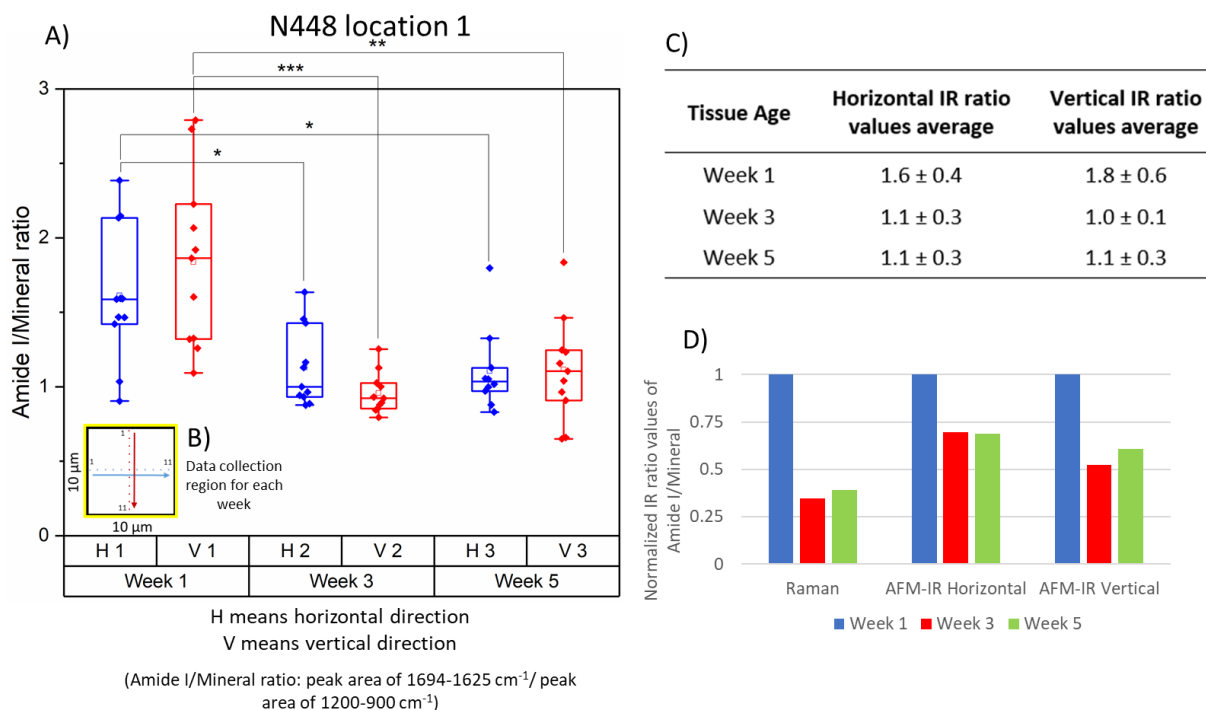 A)
N448 location 1
**
***
*
*
Amide I/Mineral ratio
3
2
1
0
B)
Data collection
region for each
week
1
1
11
11
10 µm
10 µm
H 1
V 1
H 2
V 2
H 3
V 3
Week 1
Week 3
Week 5
H means horizontal direction
V means vertical direction
(Amide I/Mineral ratio: peak area of 1694-1625 cm⁻¹/ peak
area of 1200-900 cm⁻¹)
C)
Tissue Age
Horizontal IR ratio
values average
Vertical IR ratio
values average
Week 1 1.6 ± 0.4 1.8 ± 0.6
Week 3 1.1 ± 0.3 1.0 ± 0.1
Week 5 1.1 ± 0.3 1.1 ± 0.3
D)
Normalized IR ratio values of
Amide I/Mineral
1
0.75
0.5
0.25
0
Raman
AFM-IR Horizontal
AFM-IR Vertical
Week 1
Week 3
Week 5